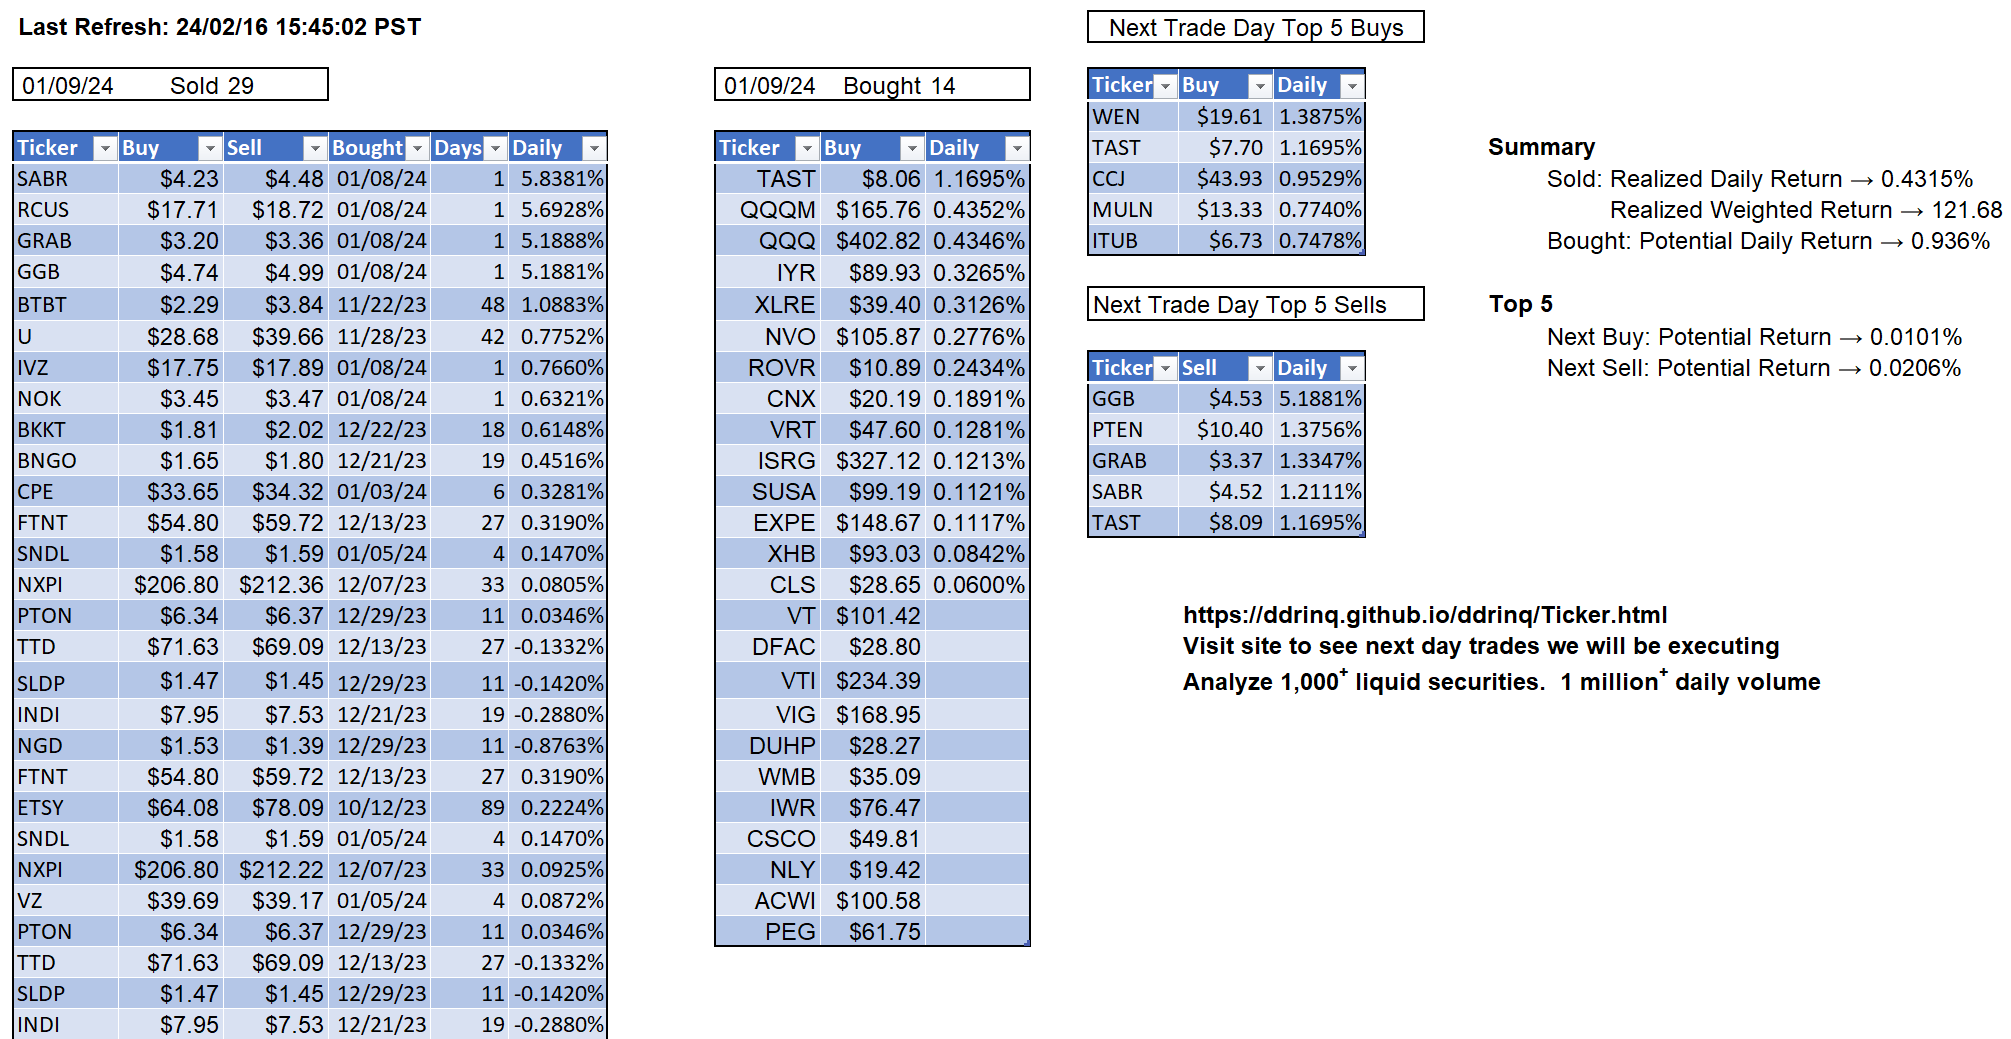 Last Refresh: 24/02/16 15:45:02 PST
01/09/24 Sold 29
Ticker Buy Sell Bought Days Daily
SABR $4.23 $4.48 01/08/24 1 5.8381%
RCUS $17.71 $18.72 01/08/24 1 5.6928%
GRAB $3.20 $3.36 01/08/24 1 5.1888%
GGB $4.74 $4.99 01/08/24 1 5.1881%
BTBT $2.29 $3.84 11/22/23 48 1.0883%
U $28.68 $39.66 11/28/23 42 0.7752%
IVZ $17.75 $17.89 01/08/24 1 0.7660%
NOK $3.45 $3.47 01/08/24 1 0.6321%
BKKT $1.81 $2.02 12/22/23 18 0.6148%
BNGO $1.65 $1.80 12/21/23 19 0.4516%
CPE $33.65 $34.32 01/03/24 6 0.3281%
FTNT $54.80 $59.72 12/13/23 27 0.3190%
SNDL $1.58 $1.59 01/05/24 4 0.1470%
NXPI $206.80 $212.36 12/07/23 33 0.0805%
PTON $6.34 $6.37 12/29/23 11 0.0346%
TTD $71.63 $69.09 12/13/23 27 -0.1332%
SLDP $1.47 $1.45 12/29/23 11 -0.1420%
INDI $7.95 $7.53 12/21/23 19 -0.2880%
NGD $1.53 $1.39 12/29/23 11 -0.8763%
FTNT $54.80 $59.72 12/13/23 27 0.3190%
ETSY $64.08 $78.09 10/12/23 89 0.2224%
SNDL $1.58 $1.59 01/05/24 4 0.1470%
NXPI $206.80 $212.22 12/07/23 33 0.0925%
VZ $39.69 $39.17 01/05/24 4 0.0872%
PTON $6.34 $6.37 12/29/23 11 0.0346%
TTD $71.63 $69.09 12/13/23 27 -0.1332%
SLDP $1.47 $1.45 12/29/23 11 -0.1420%
INDI $7.95 $7.53 12/21/23 19 -0.2880%
01/09/24 Bought 14
Ticker Buy Daily
TAST $8.06 1.1695%
QQQM $165.76 0.4352%
QQQ $402.82 0.4346%
IYR $89.93 0.3265%
XLRE $39.40 0.3126%
NVO $105.87 0.2776%
ROVR $10.89 0.2434%
CNX $20.19 0.1891%
VRT $47.60 0.1281%
ISRG $327.12 0.1213%
SUSA $99.19 0.1121%
EXPE $148.67 0.1117%
XHB $93.03 0.0842%
CLS $28.65 0.0600%
VT $101.42
DFAC $28.80
VTI $234.39
VIG $168.95
DUHP $28.27
WMB $35.09
IWR $76.47
CSCO $49.81
NLY $19.42
ACWI $100.58
PEG $61.75
Next Trade Day Top 5 Buys
Ticker Buy Daily
WEN $19.61 1.3875%
TAST $7.70 1.1695%
CCJ $43.93 0.9529%
MULN $13.33 0.7740%
ITUB $6.73 0.7478%
Next Trade Day Top 5 Sells
Ticker Sell Daily
GGB $4.53 5.1881%
PTEN $10.40 1.3756%
GRAB $3.37 1.3347%
SABR $4.52 1.2111%
TAST $8.09 1.1695%
Summary
Sold: Realized Daily Return → 0.4315%
Realized Weighted Return → 121.68
Bought: Potential Daily Return → 0.936%
Top 5
Next Buy: Potential Return → 0.0101%
Next Sell: Potential Return → 0.0206%
https://ddrinq.github.io/ddrinq/Ticker.html
Visit site to see next day trades we will be executing
Analyze 1,000+ liquid securities. 1 million+ daily volume